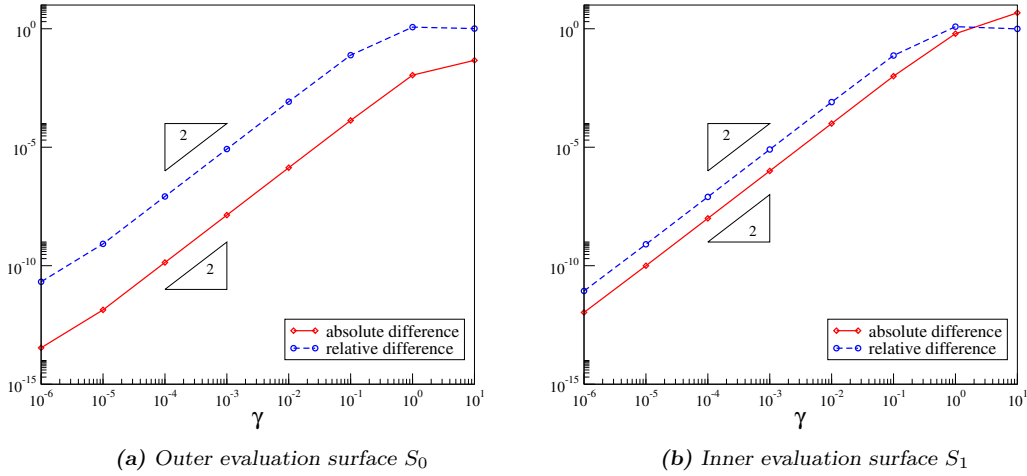 10^0
10^-5
10^-10
10^-15
2
2
absolute difference
relative difference
10^-6 10^-5 10^-4 10^-3 10^-2 10^-1 10^0 10^1
γ
(a) Outer evaluation surface S_0
10^0
10^-5
10^-10
10^-15
2
2
absolute difference
relative difference
10^-6 10^-5 10^-4 10^-3 10^-2 10^-1 10^0 10^1
γ
(b) Inner evaluation surface S_1